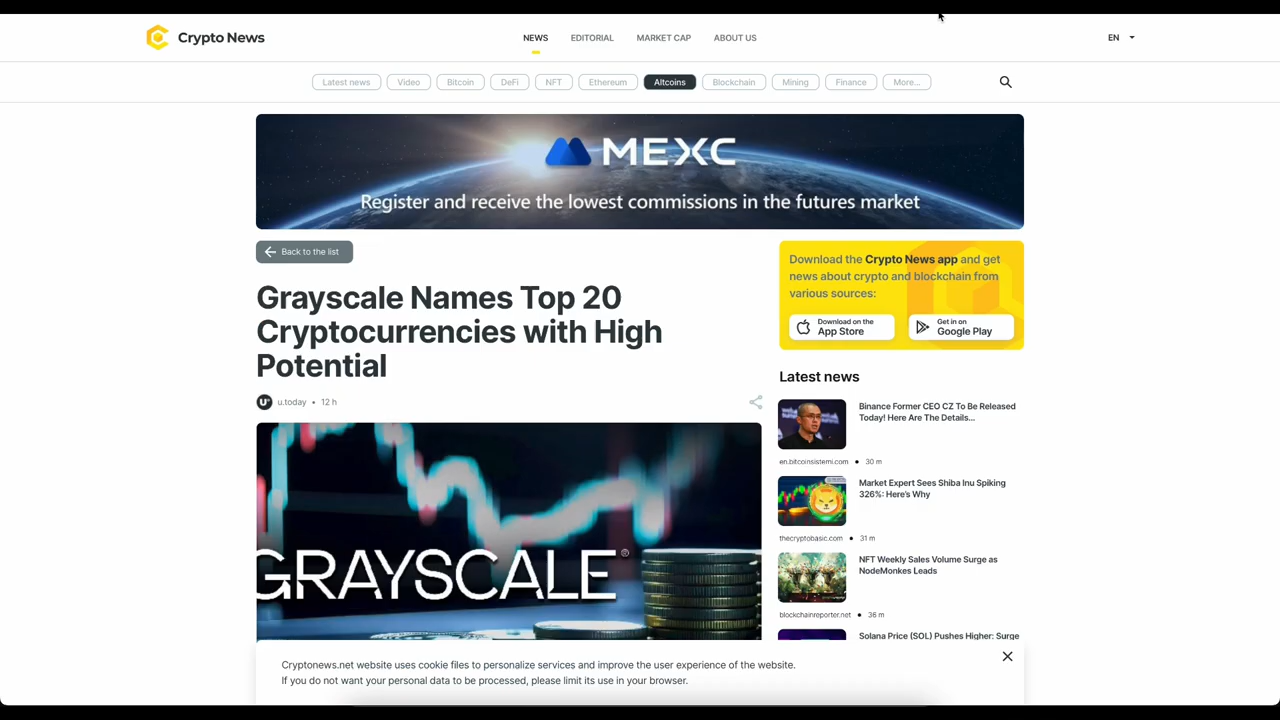 Crypto News
NEWS
EDITORIAL
MARKET CAP
ABOUT US
EN
Latest news
Video
Bitcoin
DeFi
NFT
Ethereum
Altcoins
Blockchain
Mining
Finance
More...
MEXC
Register and receive the lowest commissions in the futures market
Back to the list
Grayscale Names Top 20
Cryptocurrencies with High
Potential
u.today • 12 h
GRAYSCALE®
Download the Crypto News app and get
news about crypto and blockchain from
various sources:
Download on the
App Store
Get in on
Google Play
Latest news
Binance Former CEO CZ To Be Released
Today! Here Are The Details...
en.bitcoinsistemi.com • 30 m
Market Expert Sees Shiba Inu Spiking
326%: Here's Why
thecryptobasic.com • 31 m
NFT Weekly Sales Volume Surge as
NodeMonkes Leads
blockchainreporter.net • 36 m
Solana Price (SOL) Pushes Higher: Surge
Cryptonews.net website uses cookie files to personalize services and improve the user experience of the website.
If you do not want your personal data to be processed, please limit its use in your browser.